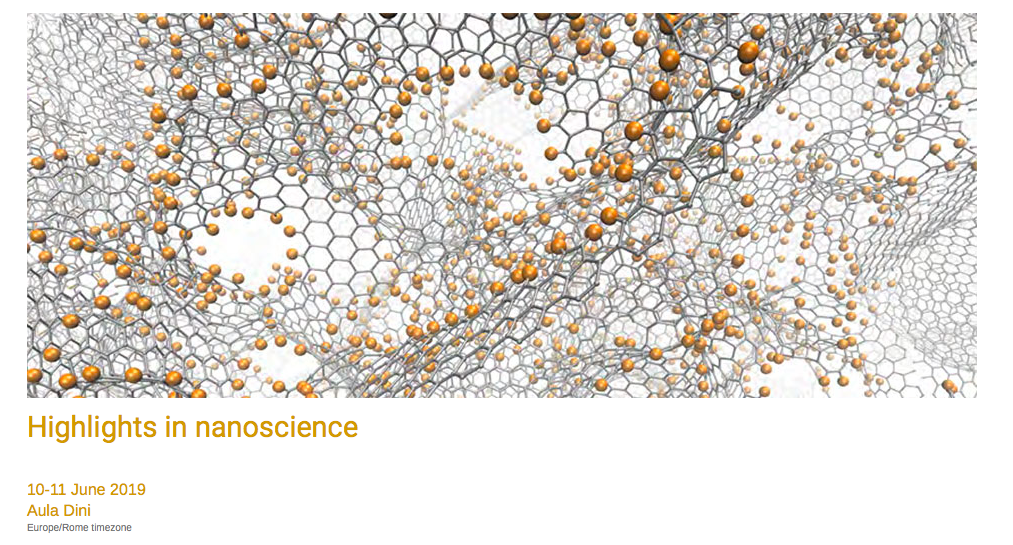 Highlights in nanoscience
10-11 June 2019
Aula Dini
Europe/Rome timezone